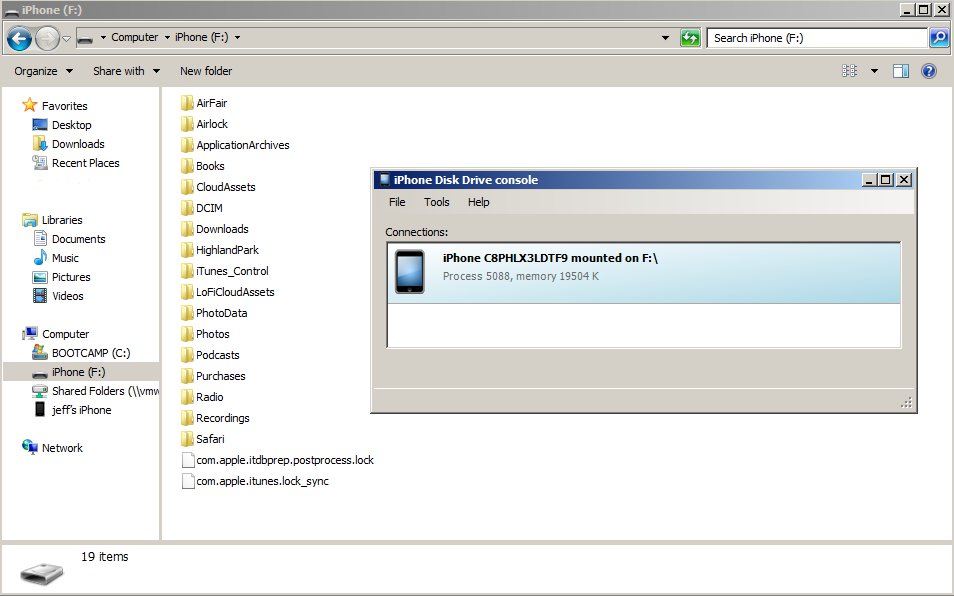 iPhone (F:)
Computer iPhone (F:) Search iPhone (F:)
Organize Share with New folder
Favorites
Desktop
Downloads
Recent Places
Libraries
Documents
Music
Pictures
Videos
Computer
BOOTCAMP (C:)
iPhone (F:)
Shared Folders (\\vmw
jeff's iPhone
Network
AirFair
Airlock
ApplicationArchives
Books
CloudAssets
DCIM
Downloads
HighlandPark
iTunes_Control
LoFiCloudAssets
PhotoData
Photos
Podcasts
Purchases
Radio
Recordings
Safari
com.apple.itdbprep.postprocess.lock
com.apple.itunes.lock_sync
iPhone Disk Drive console
File Tools Help
Connections:
iPhone C8PHLX3LDTF9 mounted on F:\
Process 5088, memory 19504 K
19 items